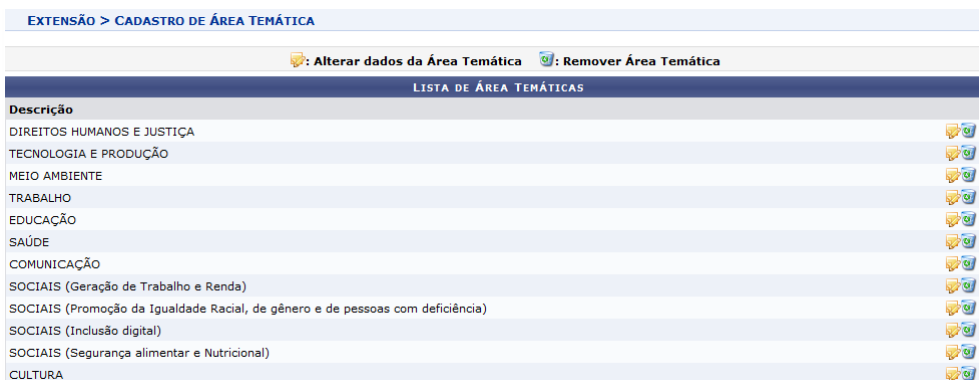 EXTENSÃO > CADASTRO DE ÁREA TEMÁTICA
: Alterar dados da Área Temática : Remover Área Temática
LISTA DE ÁREA TEMÁTICAS
Descrição
DIREITOS HUMANOS E JUSTIÇA
TECNOLOGIA E PRODUÇÃO
MEIO AMBIENTE
TRABALHO
EDUCAÇÃO
SAÚDE
COMUNICAÇÃO
SOCIAIS (Geração de Trabalho e Renda)
SOCIAIS (Promoção da Igualdade Racial, de gênero e de pessoas com deficiência)
SOCIAIS (Inclusão digital)
SOCIAIS (Segurança alimentar e Nutricional)
CULTURA